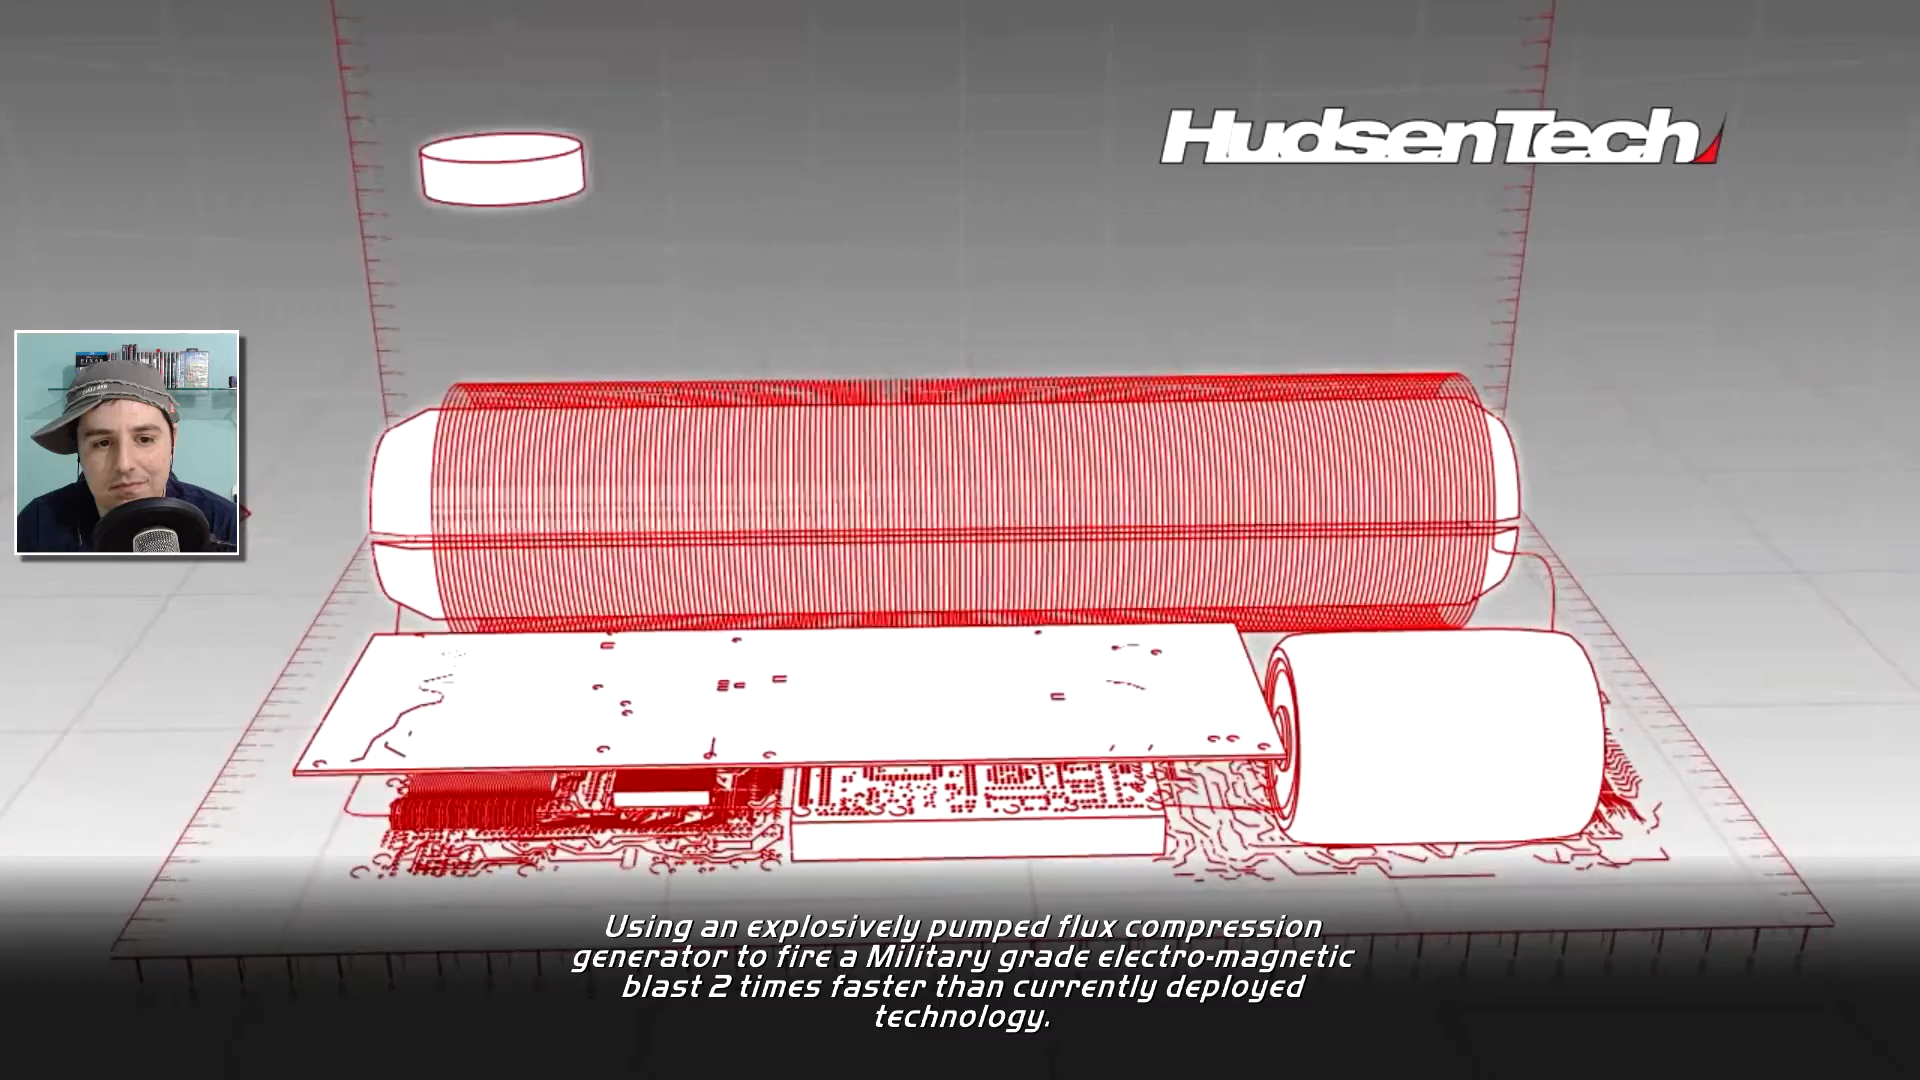 HudsenTech
Using an explosively pumped flux compression
generator to fire a Military grade electro-magnetic
blast 2 times faster than currently deployed
technology.